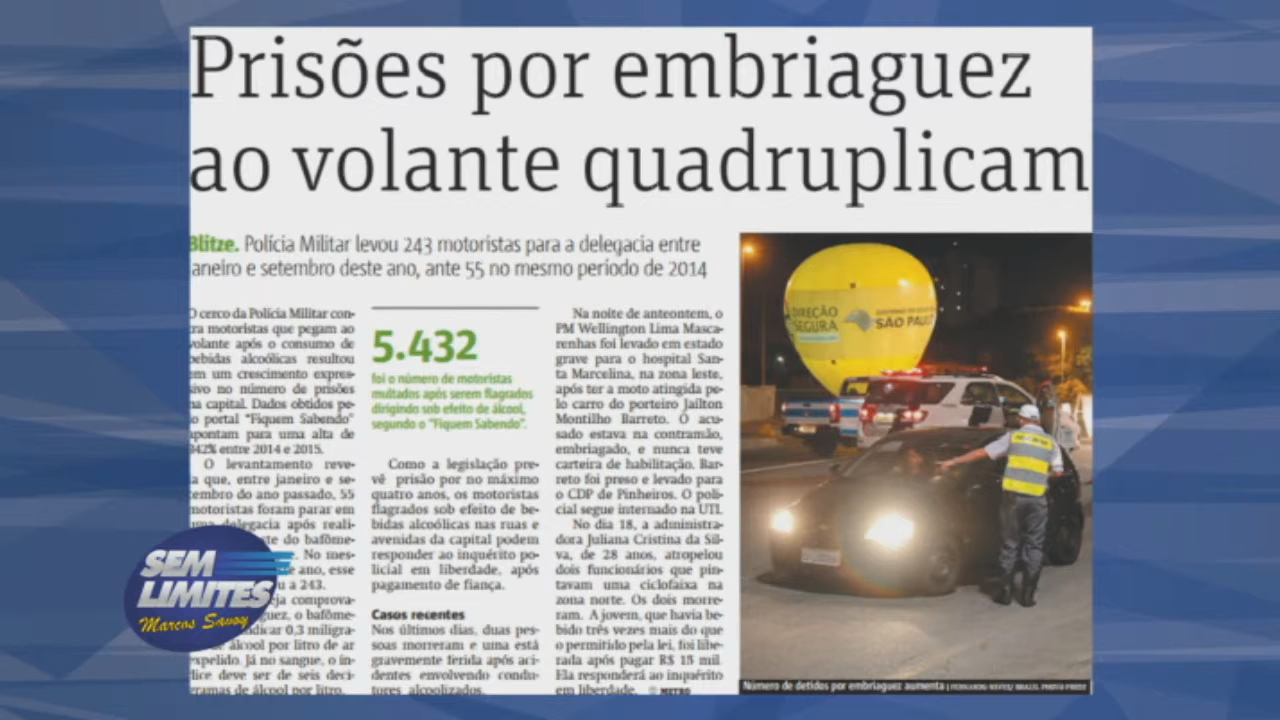 Prisões por embriaguez
ao volante quadruplicam
Blitze. Polícia Militar levou 243 motoristas para a delegacia entre
janeiro e setembro deste ano, ante 55 no mesmo período de 2014
O cerco da Polícia Militar con-
tra motoristas que pegam ao
volante após o consumo de
bebidas alcoólicas resultou
em um crescimento expres-
sivo no número de prisões
na capital. Dados obtidos pe-
lo portal "Fiquem Sabendo"
apontam para uma alta de
342% entre 2014 e 2015.
O levantamento reve-
la que, entre janeiro e se-
tembro do ano passado, 55
motoristas foram parar em
uma delegacia após reali-
te do bafôme-
. No mes-
e ano, esse
u a 243.
eja comprova-
guez, o bafôme-
ndicar 0,3 miligra-
álcool por litro de ar
expelido. Já no sangue, o ín-
dice deve ser de seis deci-
gramas de álcool por litro.
5.432
foi o número de motoristas
multados após serem flagrados
dirigindo sob efeito de álcool,
segundo o "Fiquem Sabendo".
Como a legislação pre-
vê prisão por no máximo
quatro anos, os motoristas
flagrados sob efeito de be-
bidas alcoólicas nas ruas e
avenidas da capital podem
responder ao inquérito po-
licial em liberdade, após
pagamento de fiança.
Casos recentes
Nos últimos dias, duas pes-
soas morreram e uma está
gravemente ferida após aci-
dentes envolvendo condu-
tores alcoolizados.
Na noite de anteontem, o
PM Wellington Lima Masca-
renhas foi levado em estado
grave para o hospital San-
ta Marcelina, na zona leste,
após ter a moto atingida pe-
lo carro do porteiro Jailton
Montilho Barreto. O acu-
sado estava na contramão,
embriagado, e nunca teve
carteira de habilitação. Bar-
reto foi preso e levado para
o CDP de Pinheiros. O poli-
cial segue internado na UTI.
No dia 18, a administra-
dora Juliana Cristina da Sil-
va, de 28 anos, atropelou
dois funcionários que pin-
tavam uma ciclofaixa na
zona norte. Os dois morre-
ram. A jovem, que havia be-
bido três vezes mais do que
o permitido pela lei, foi libe-
rada após pagar R$ 15 mil.
Ela responderá ao inquérito
em liberdade. METRO
DIREÇÃO
SEGURA
SÃO PAULO
Número de detidos por embriaguez aumenta
SEM
LIMITES
Marcos Savoy